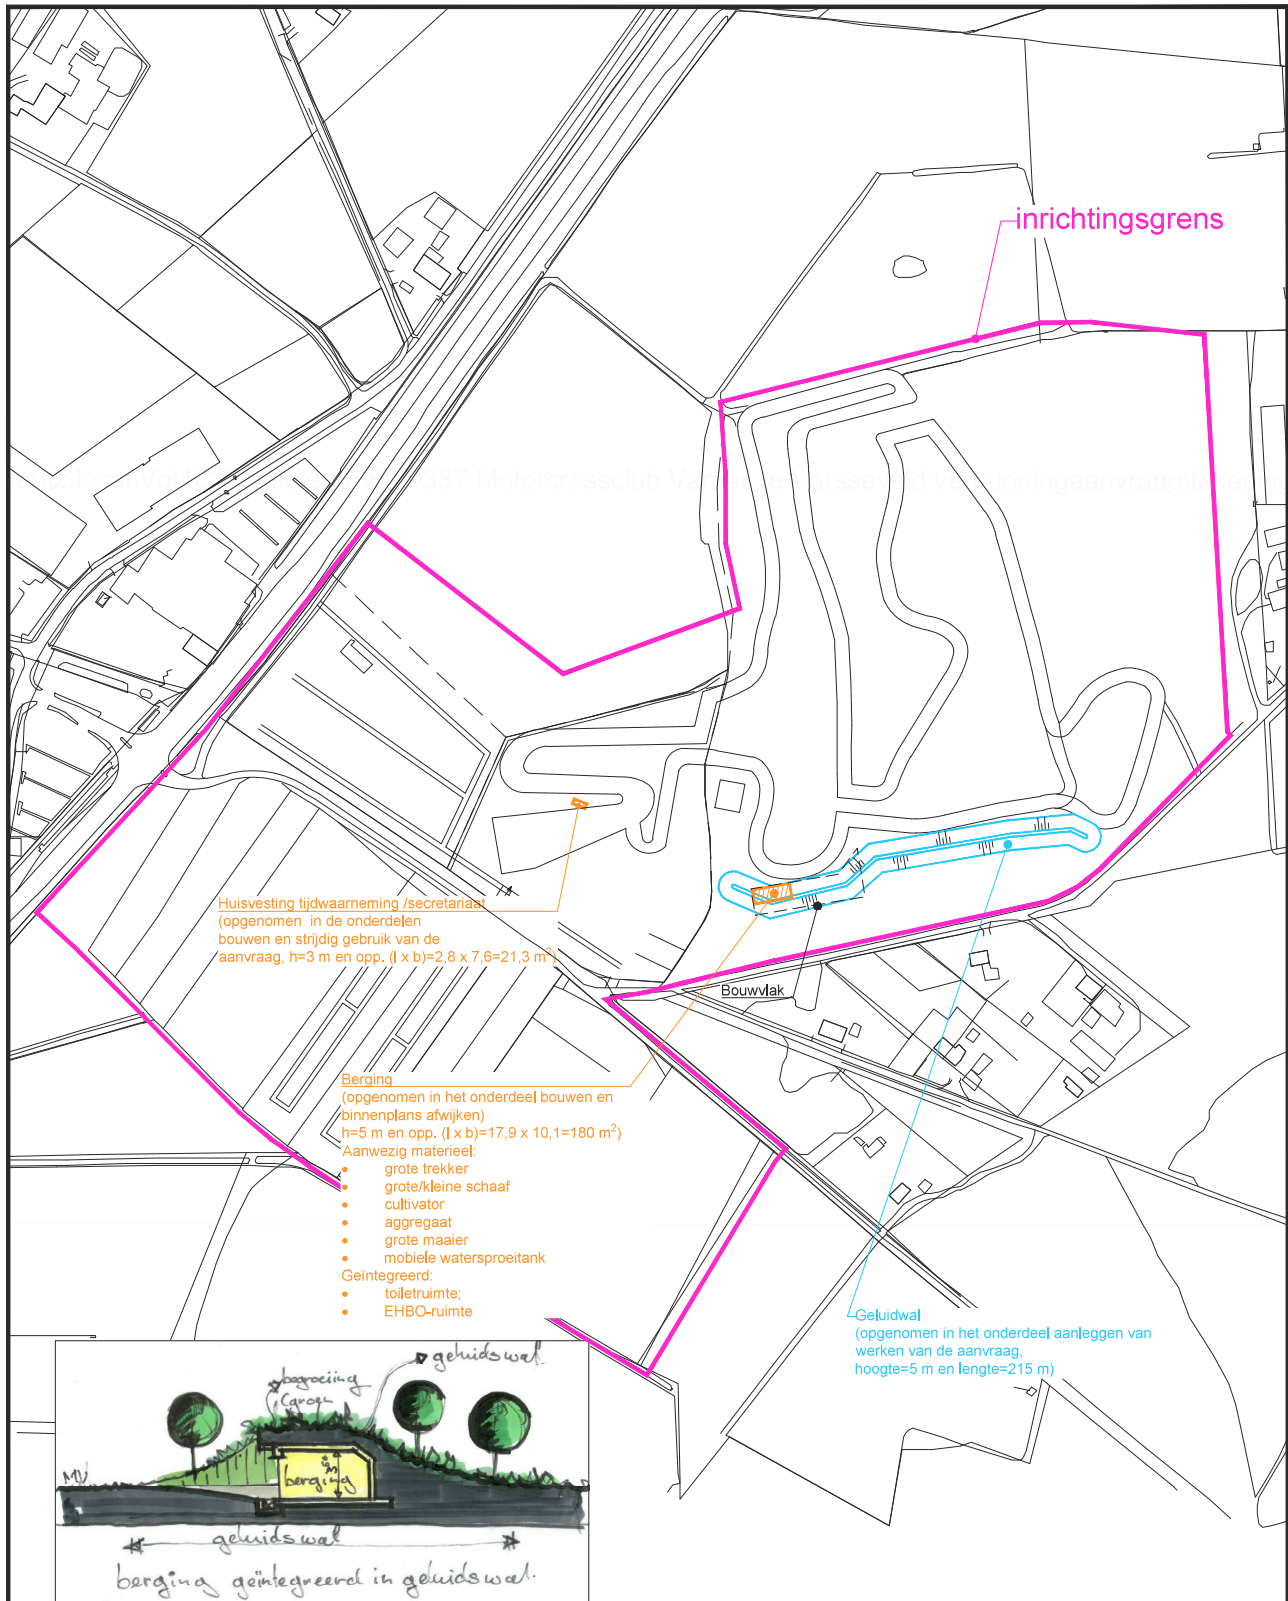 inrichtingsgrens
387 Motorcrossclub
Huisvesting tijdwaarneming /secretariaat
(opgenomen in de onderdelen
bouwen en strijdig gebruik van de
aanvraag, h=3 m en opp. (l x b)=2,8 x 7,6=21,3 m²)
Bouwvlak
Berging
(opgenomen in het onderdeel bouwen en
binnenplans afwijken)
h=5 m en opp. (l x b)=17,9 x 10,1=180 m²)
Aanwezig materieel:
• grote trekker
• grote/kleine schaaf
• cultivator
• aggregaat
• grote maaier
• mobiele watersproeitank
Geïntegreerd:
• toiletruimte;
• EHBO-ruimte
Geluidwal
(opgenomen in het onderdeel aanleggen van
werken van de aanvraag,
hoogte=5 m en lengte=215 m)
geluidswal.
begroeiing
(groen
MV
berging
geluidswal
berging geïntegreerd in geluidswal.